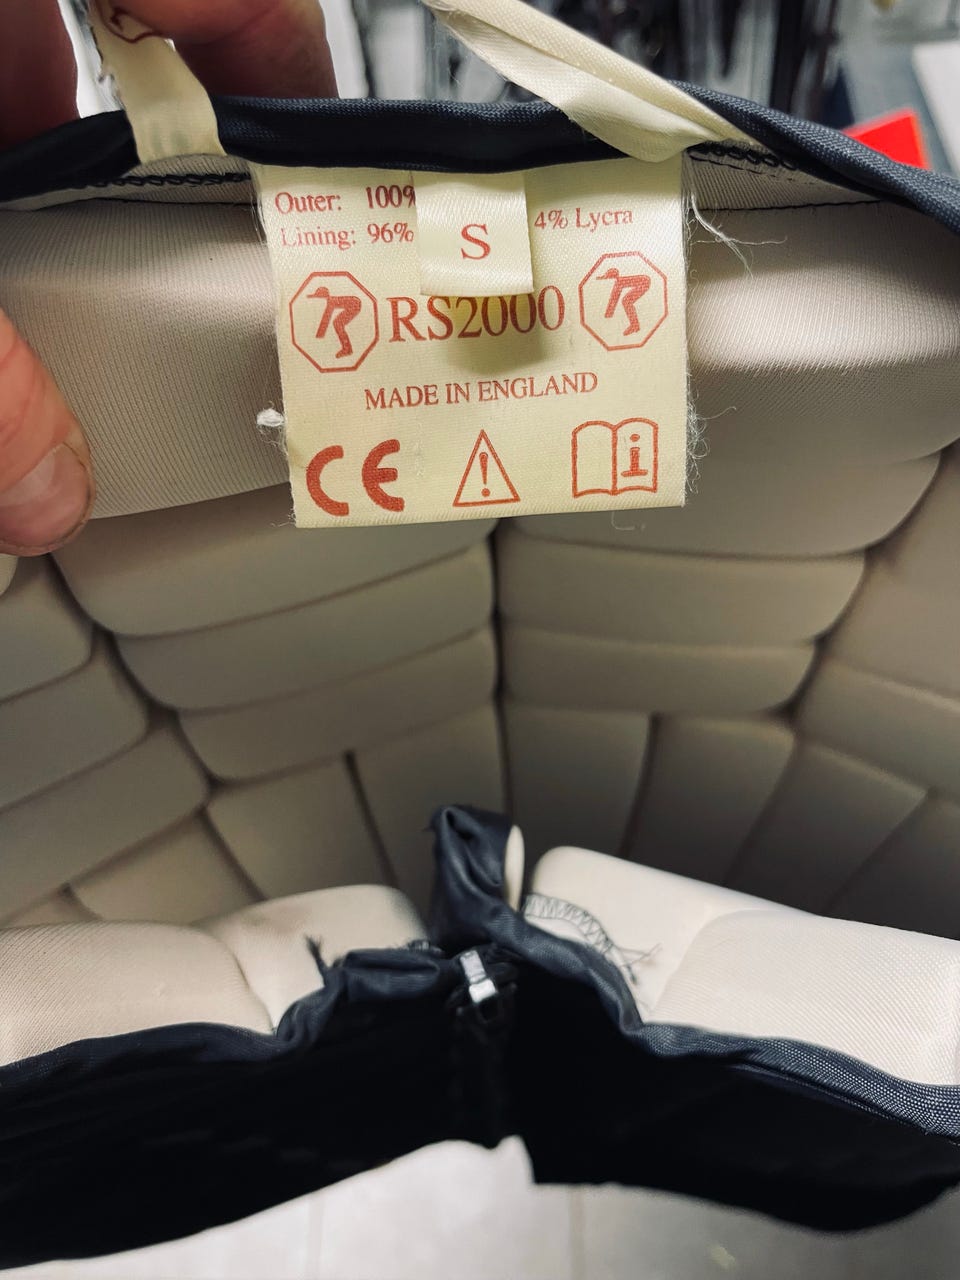 Outer: 100%
Lining: 96% 4% Lycra
S
RS2000
MADE IN ENGLAND
CE